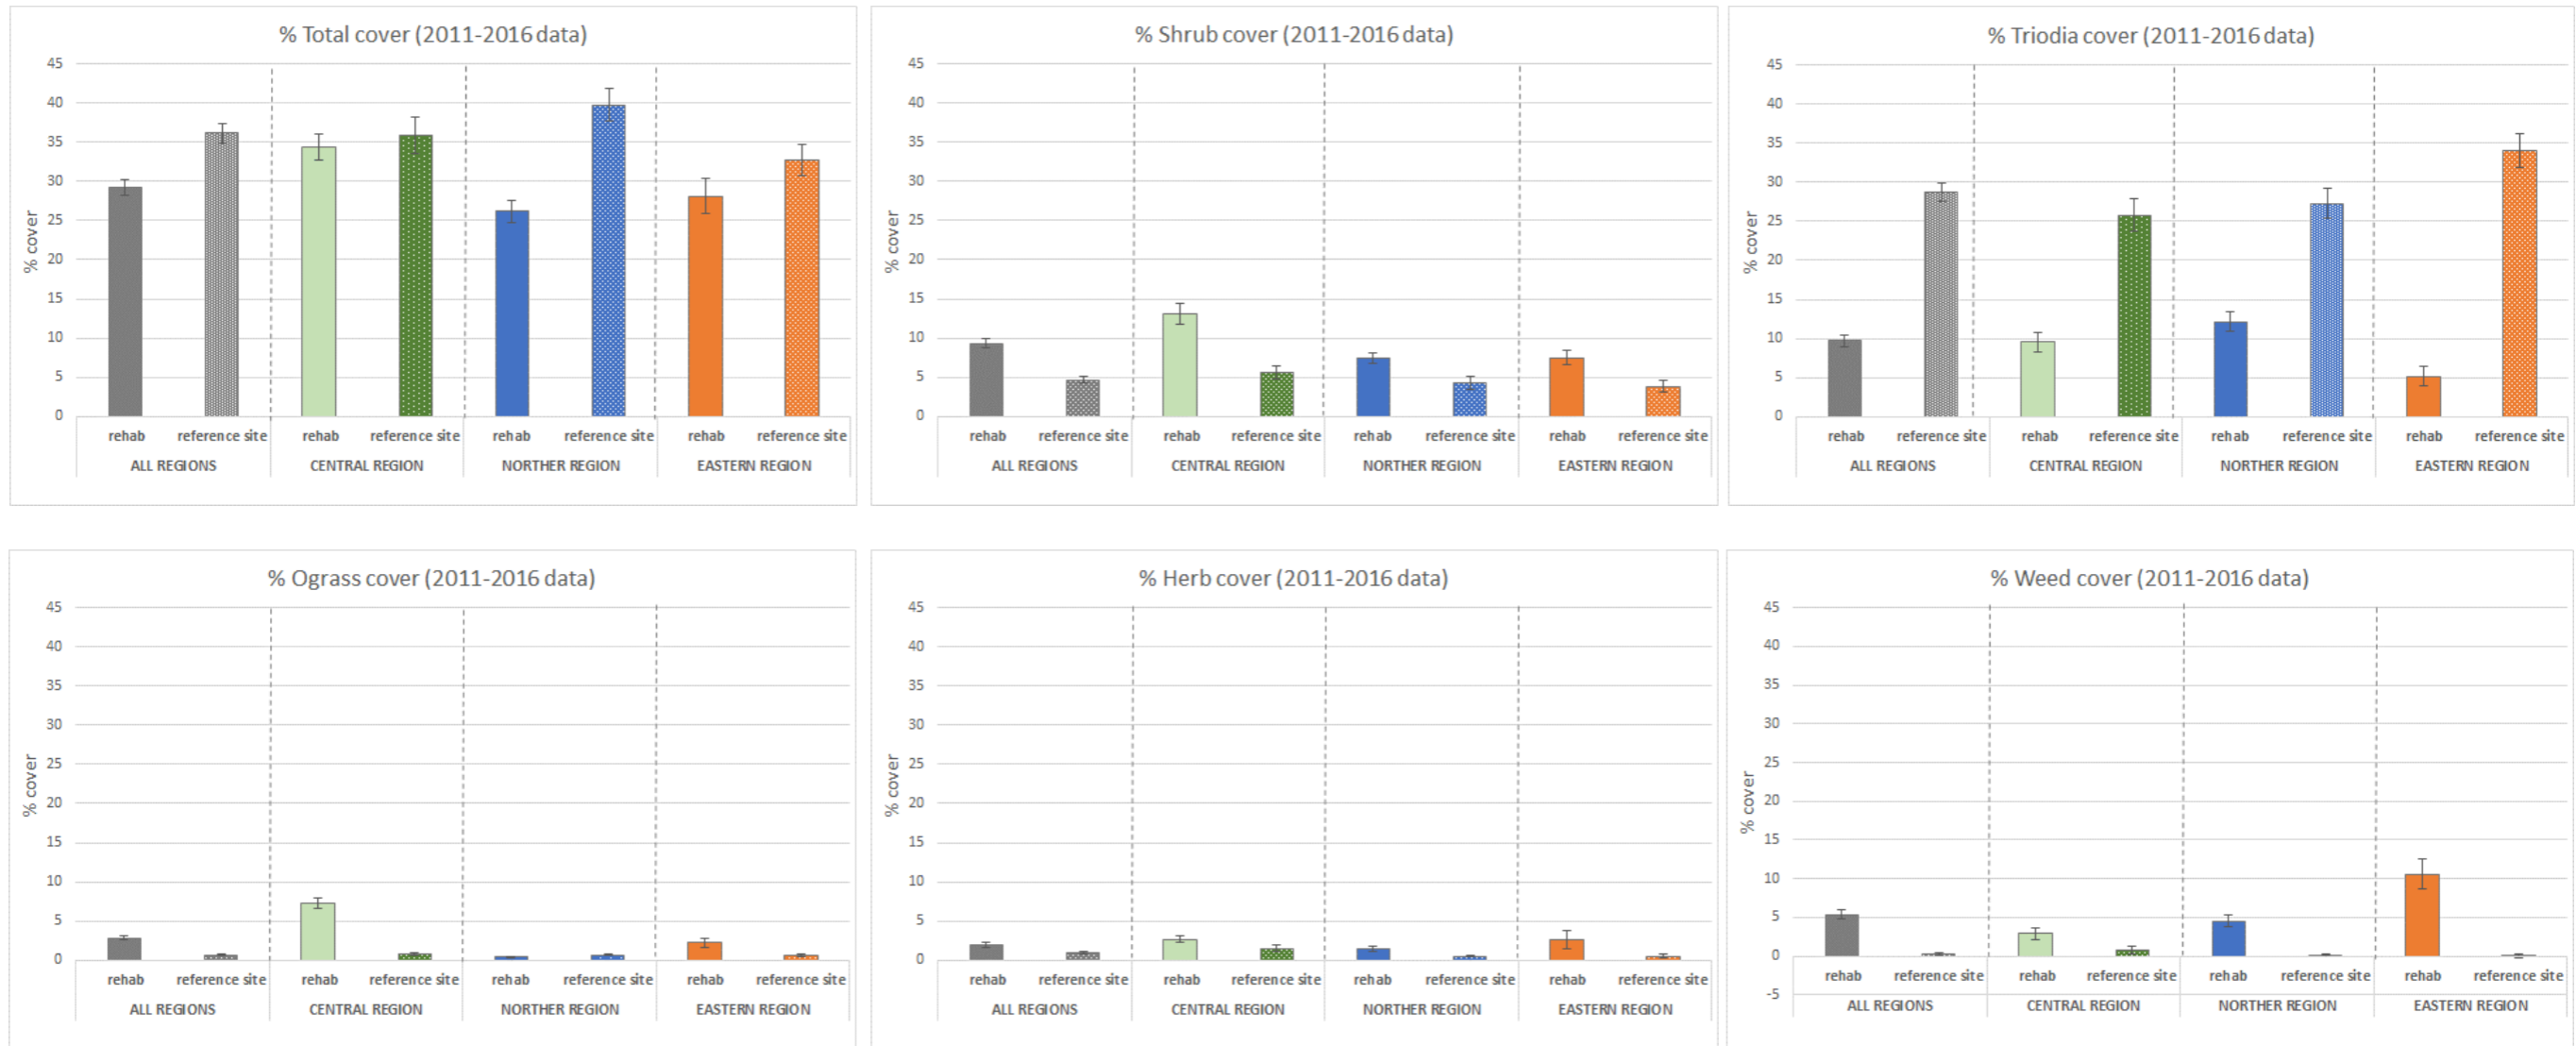 % Total cover (2011-2016 data)
45
40
35
30
25
20
15
10
5
0
% cover
rehab reference site rehab reference site rehab reference site rehab reference site
ALL REGIONS CENTRAL REGION NORTHER REGION EASTERN REGION
% Shrub cover (2011-2016 data)
45
40
35
30
25
20
15
10
5
0
% cover
rehab reference site rehab reference site rehab reference site rehab reference site
ALL REGIONS CENTRAL REGION NORTHER REGION EASTERN REGION
% Triodia cover (2011-2016 data)
45
40
35
30
25
20
15
10
5
0
% cover
rehab reference site rehab reference site rehab reference site rehab reference site
ALL REGIONS CENTRAL REGION NORTHER REGION EASTERN REGION
% Ograss cover (2011-2016 data)
45
40
35
30
25
20
15
10
5
0
% cover
rehab reference site rehab reference site rehab reference site rehab reference site
ALL REGIONS CENTRAL REGION NORTHER REGION EASTERN REGION
% Herb cover (2011-2016 data)
45
40
35
30
25
20
15
10
5
0
% cover
rehab reference site rehab reference site rehab reference site rehab reference site
ALL REGIONS CENTRAL REGION NORTHER REGION EASTERN REGION
% Weed cover (2011-2016 data)
45
40
35
30
25
20
15
10
5
0
-5
% cover
rehab reference site rehab reference site rehab reference site rehab reference site
ALL REGIONS CENTRAL REGION NORTHER REGION EASTERN REGION